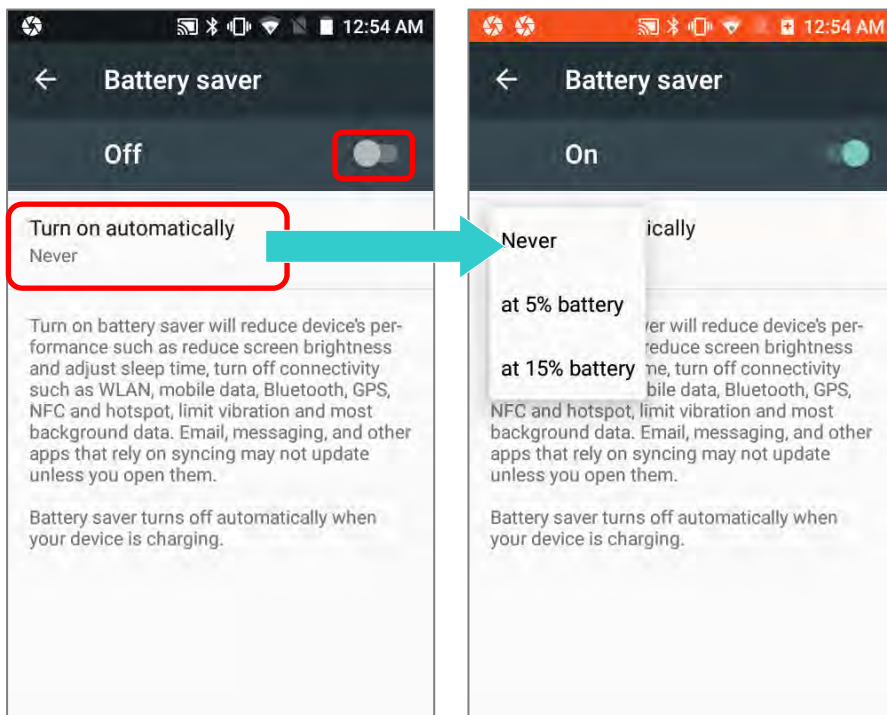 12:54 AM
Battery saver
Off
Turn on automatically
Never
Turn on battery saver will reduce device's per-
formance such as reduce screen brightness
and adjust sleep time, turn off connectivity
such as WLAN, mobile data, Bluetooth, GPS,
NFC and hotspot, limit vibration and most
background data. Email, messaging, and other
apps that rely on syncing may not update
unless you open them.
Battery saver turns off automatically when
your device is charging.
12:54 AM
Battery saver
On
ically
Never
at 5% battery
at 15% battery
ver will reduce device's per-
reduce screen brightness
me, turn off connectivity
bile data, Bluetooth, GPS,
NFC and hotspot, limit vibration and most
background data. Email, messaging, and other
apps that rely on syncing may not update
unless you open them.
Battery saver turns off automatically when
your device is charging.